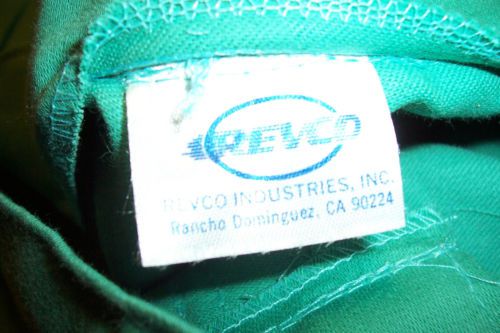 REVCO
REVCO INDUSTRIES, INC.
Rancho Dominguez, CA 90224